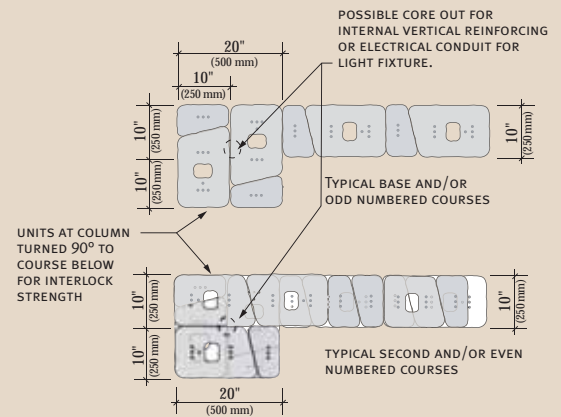 POSSIBLE CORE OUT FOR
INTERNAL VERTICAL REINFORCING
OR ELECTRICAL CONDUIT FOR
LIGHT FIXTURE.
20"
(500 mm)
10"
(250 mm)
10"
(250 mm)
10"
(250 mm)
10"
(250 mm)
TYPICAL BASE AND/OR
ODD NUMBERED COURSES
UNITS AT COLUMN
TURNED 90° TO
COURSE BELOW
FOR INTERLOCK
STRENGTH
10"
(250 mm)
10"
(250 mm)
10"
(250 mm)
TYPICAL SECOND AND/OR EVEN
NUMBERED COURSES
20"
(500 mm)